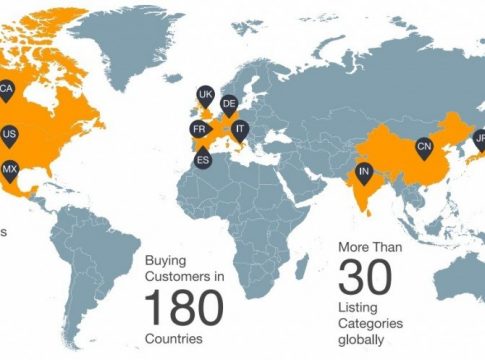 CA
US
MX
UK
DE
FR
IT
ES
CN
IN
JP
s
Buying
Customers in
180
Countries
More Than
30
Listing
Categories
globally